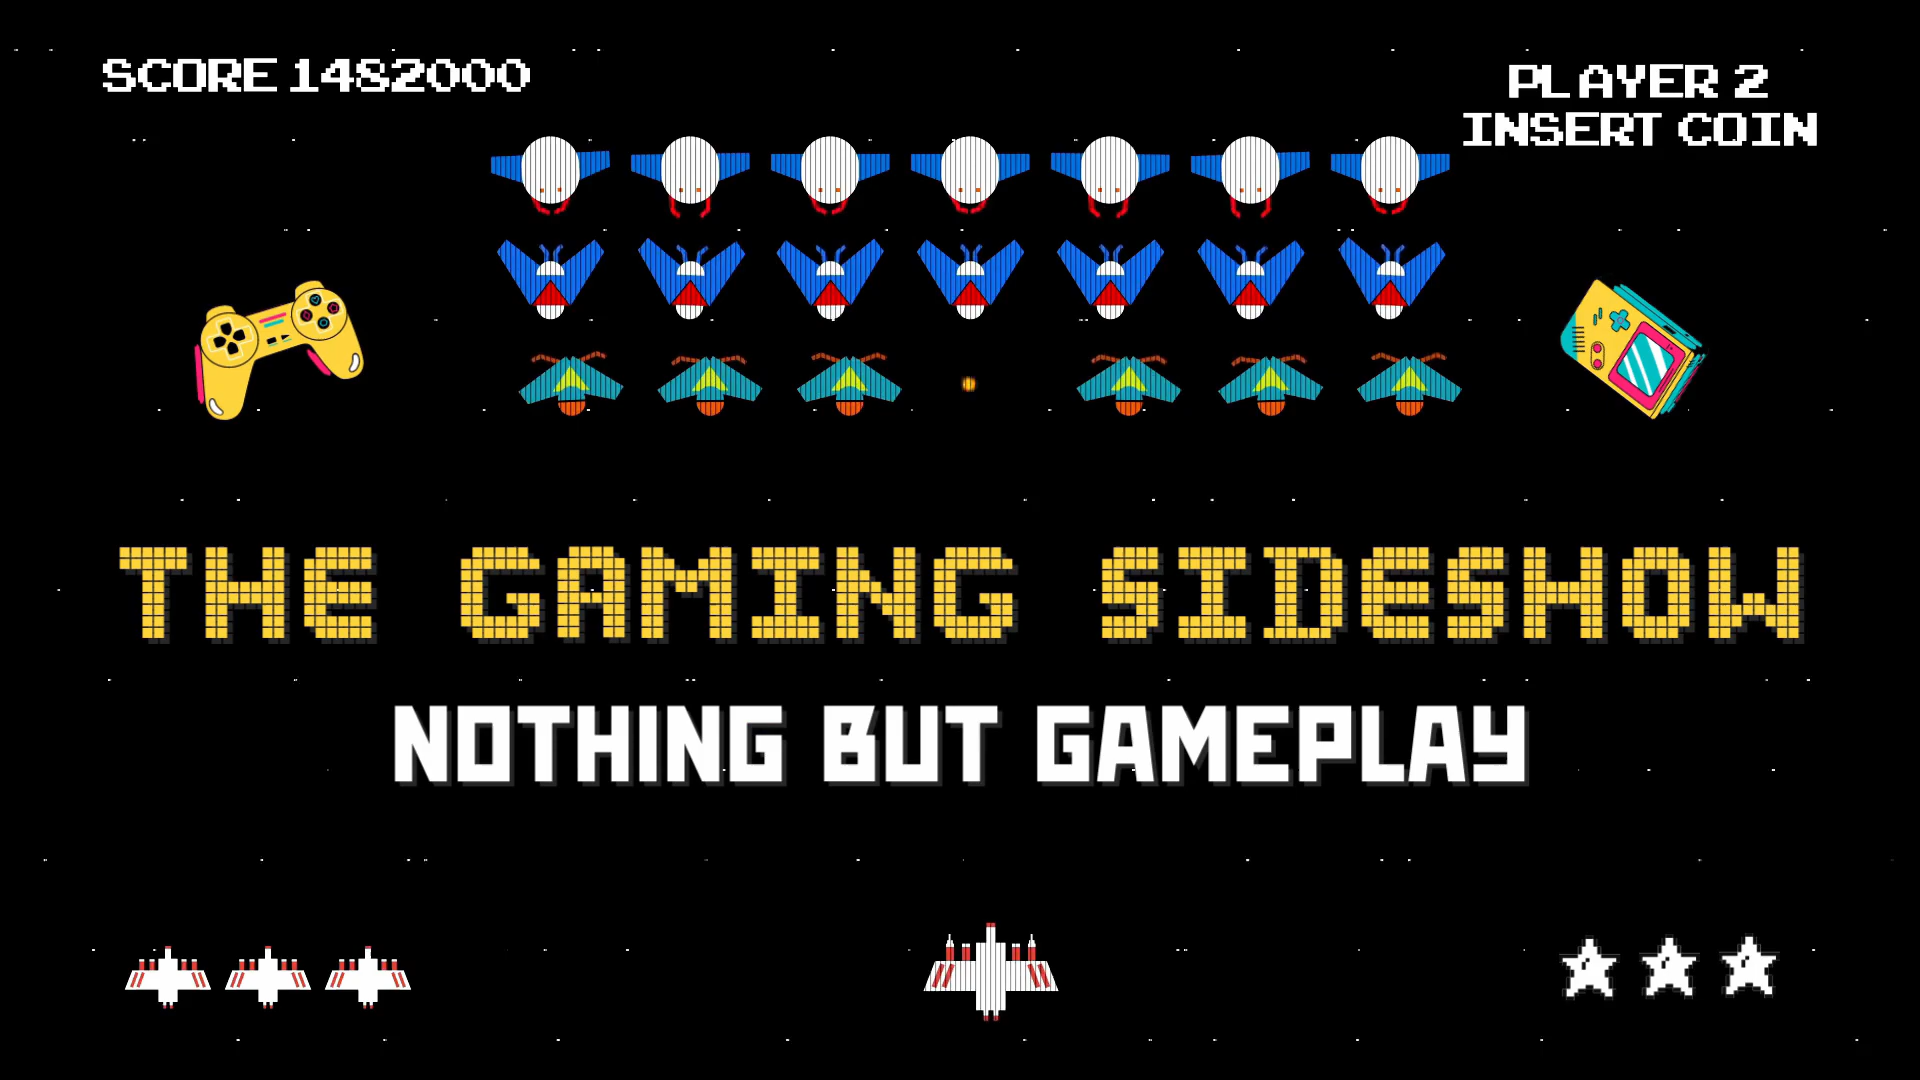 SCORE 1482000
PLAYER 2
INSERT COIN
THE GAMING SIDESHOW
NOTHING BUT GAMEPLAY